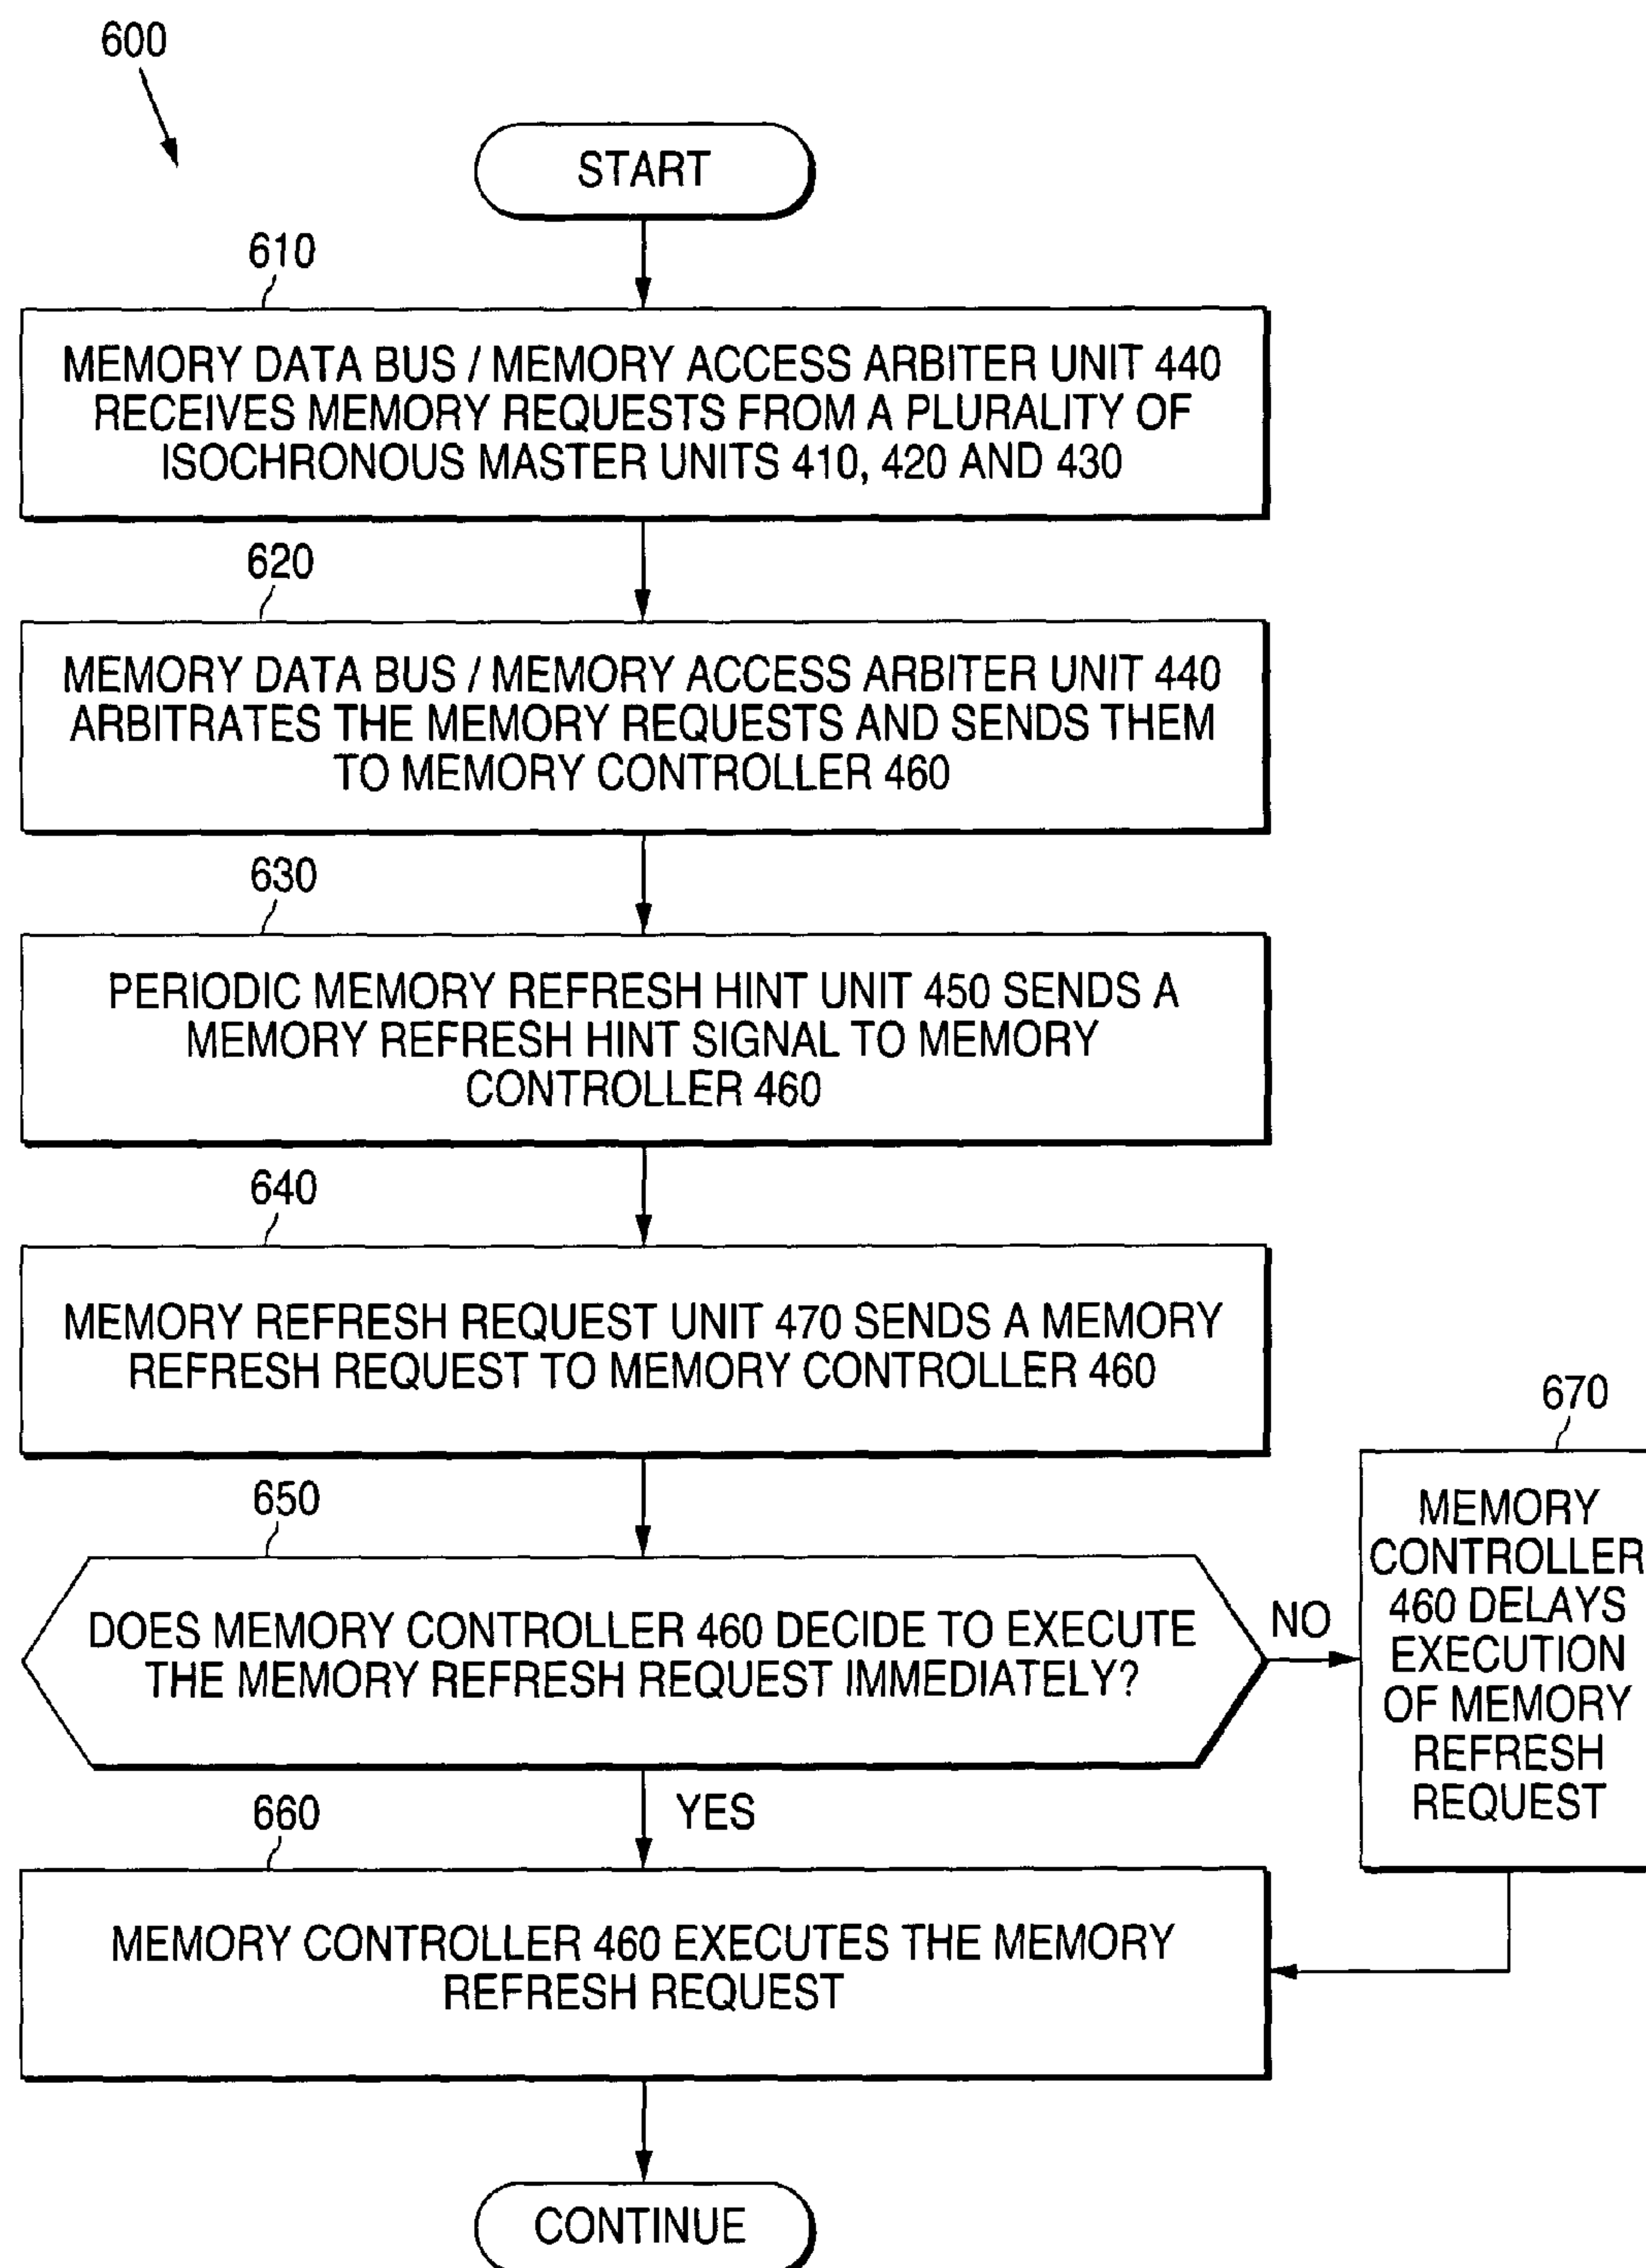 600
START
610
MEMORY DATA BUS / MEMORY ACCESS ARBITER UNIT 440
RECEIVES MEMORY REQUESTS FROM A PLURALITY OF
ISOCHRONOUS MASTER UNITS 410, 420 AND 430
620
MEMORY DATA BUS / MEMORY ACCESS ARBITER UNIT 440
ARBITRATES THE MEMORY REQUESTS AND SENDS THEM
TO MEMORY CONTROLLER 460
630
PERIODIC MEMORY REFRESH HINT UNIT 450 SENDS A
MEMORY REFRESH HINT SIGNAL TO MEMORY
CONTROLLER 460
640
MEMORY REFRESH REQUEST UNIT 470 SENDS A MEMORY
REFRESH REQUEST TO MEMORY CONTROLLER 460
650
DOES MEMORY CONTROLLER 460 DECIDE TO EXECUTE
THE MEMORY REFRESH REQUEST IMMEDIATELY?
NO
670
MEMORY
CONTROLLER
460 DELAYS
EXECUTION
OF MEMORY
REFRESH
REQUEST
YES
660
MEMORY CONTROLLER 460 EXECUTES THE MEMORY
REFRESH REQUEST
CONTINUE